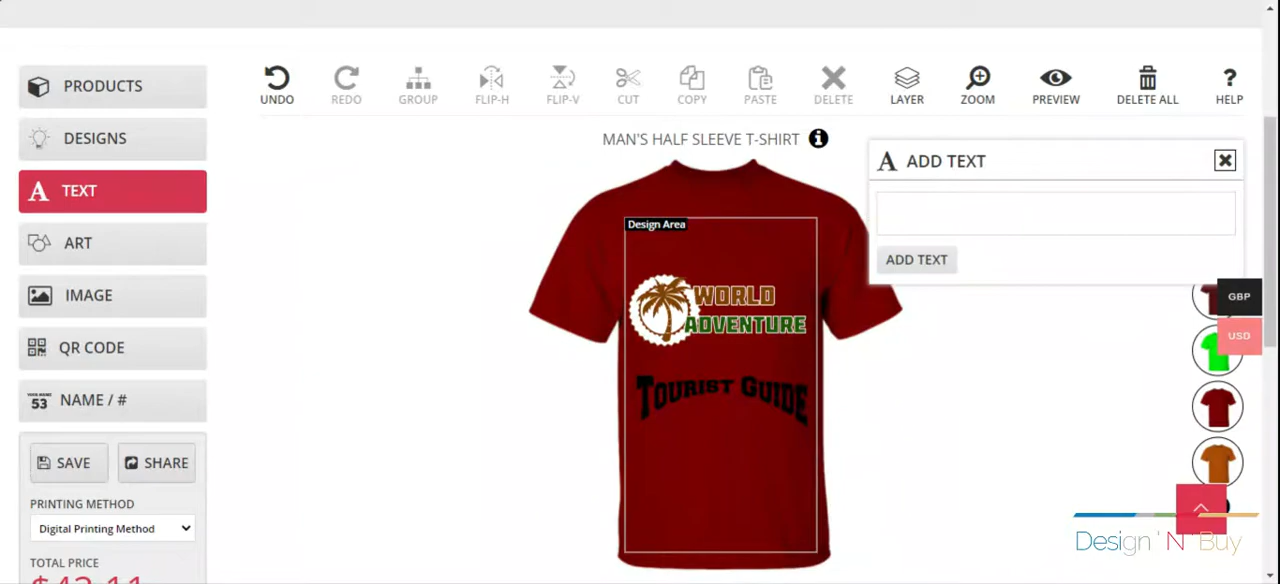 UNDO REDO GROUP FLIP-H FLIP-V CUT COPY PASTE DELETE LAYER ZOOM PREVIEW DELETE ALL ? HELP
PRODUCTS
DESIGNS
A TEXT
ART
IMAGE
QR CODE
53 NAME / #
SAVE SHARE
PRINTING METHOD
Digital Printing Method
TOTAL PRICE
$43.11
MAN'S HALF SLEEVE T-SHIRT
Design Area
WORLD
ADVENTURE
TOURIST GUIDE
A ADD TEXT
ADD TEXT
GBP
USD
Design 'N' Buy